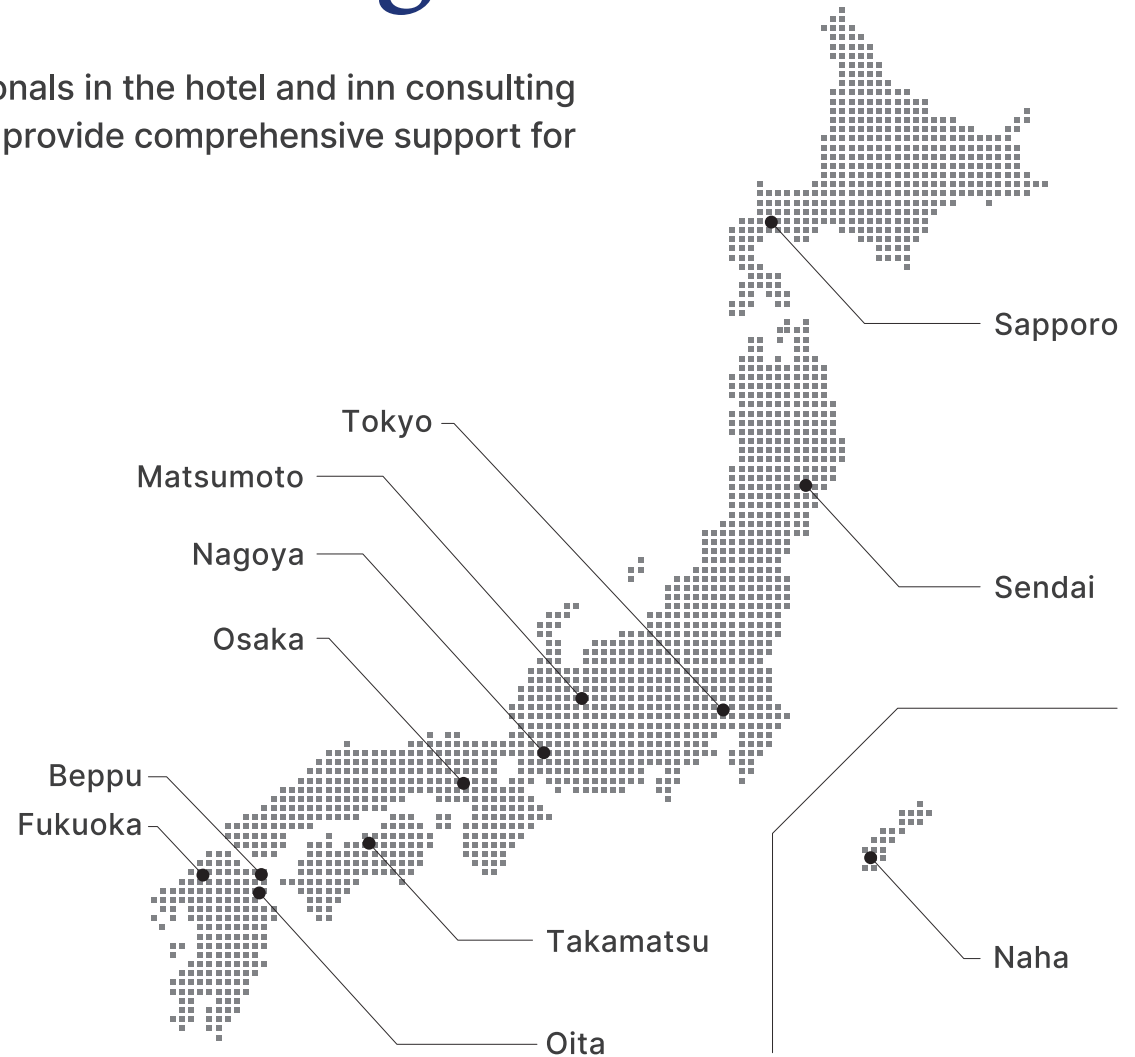 onals in the hotel and inn consulting
provide comprehensive support for
Sapporo
Tokyo
Matsumoto
Nagoya
Sendai
Osaka
Beppu
Fukuoka
Takamatsu
Naha
Oita